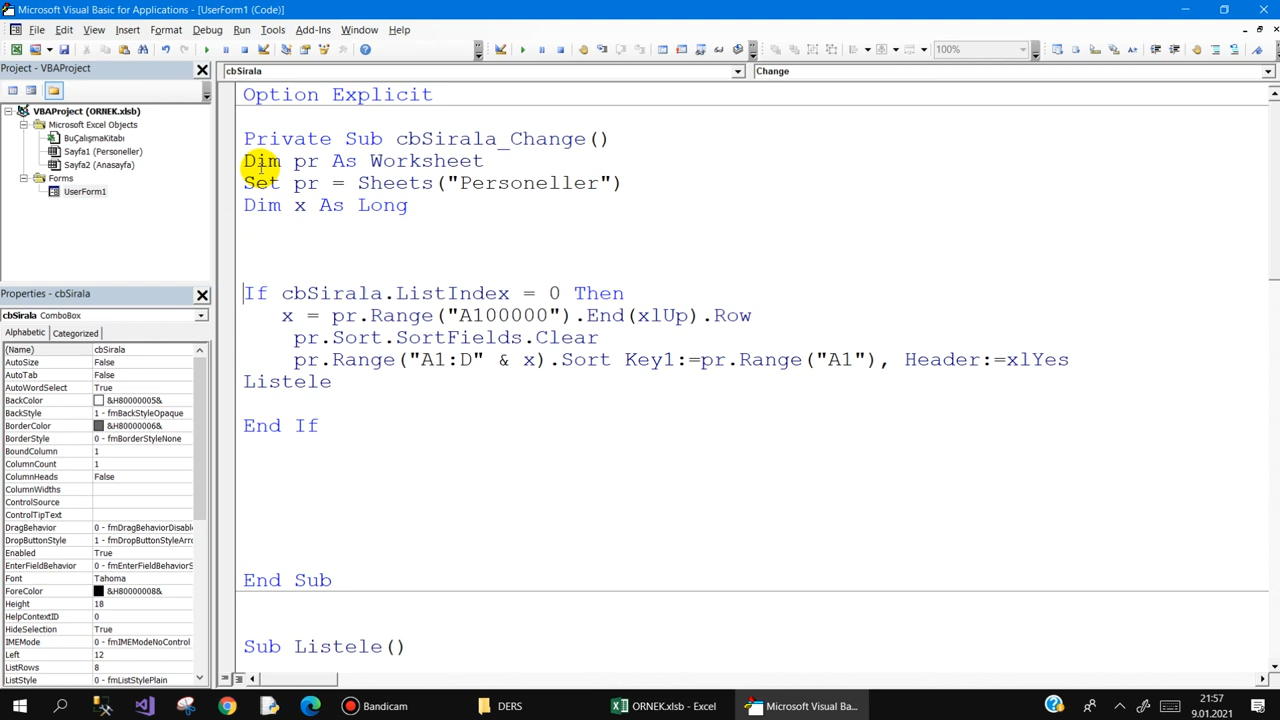 Microsoft Visual Basic for Applications - [ORNEK.xlsb - [UserForm1 (Code)]
File Edit View Insert Format Debug Run Tools Add-Ins Window Help
100%
Project - VBAProject
cbSirala
Change
VBAProject (ORNEK.xlsb)
Microsoft Excel Objects
BuÇalışmaKitabı
Sayfa1 (Personeller)
Sayfa2 (Anasayfa)
Forms
UserForm1
Properties - cbSirala
cbSirala ComboBox
Alphabetic Categorized
(Name) cbSirala
AutoSize False
AutoTab False
AutoWordSelect True
BackColor &H80000005&
BackStyle 1 - fmBackStyleOpaque
BorderColor &H80000006&
BorderStyle 0 - fmBorderStyleNone
BoundColumn 1
ColumnCount 1
ColumnHeads False
ColumnWidths
ControlSource
ControlTipText
DragBehavior 0 - fmDragBehaviorDisabl
DropButtonStyle 1 - fmDropButtonStyleArro
Enabled True
EnterFieldBehavior 0 - fmEnterFieldBehaviorS
Font Tahoma
ForeColor &H80000008&
Height 18
HelpContextID 0
HideSelection True
IMEMode 0 - fmIMEModeNoControl
Left 12
ListRows 8
ListStyle 0 - fmListStylePlain
Option Explicit
Private Sub cbSirala_Change()
Dim pr As Worksheet
Set pr = Sheets("Personeller")
Dim x As Long
If cbSirala.ListIndex = 0 Then
x = pr.Range("A100000").End(xlUp).Row
pr.Sort.SortFields.Clear
pr.Range("A1:D" & x).Sort Key1:=pr.Range("A1"), Header:=xlYes
Listele
End If
End Sub
Sub Listele()
Bandicam
DERS
ORNEK.xlsb - Excel
Microsoft Visual Ba...
21:57
9.01.2021